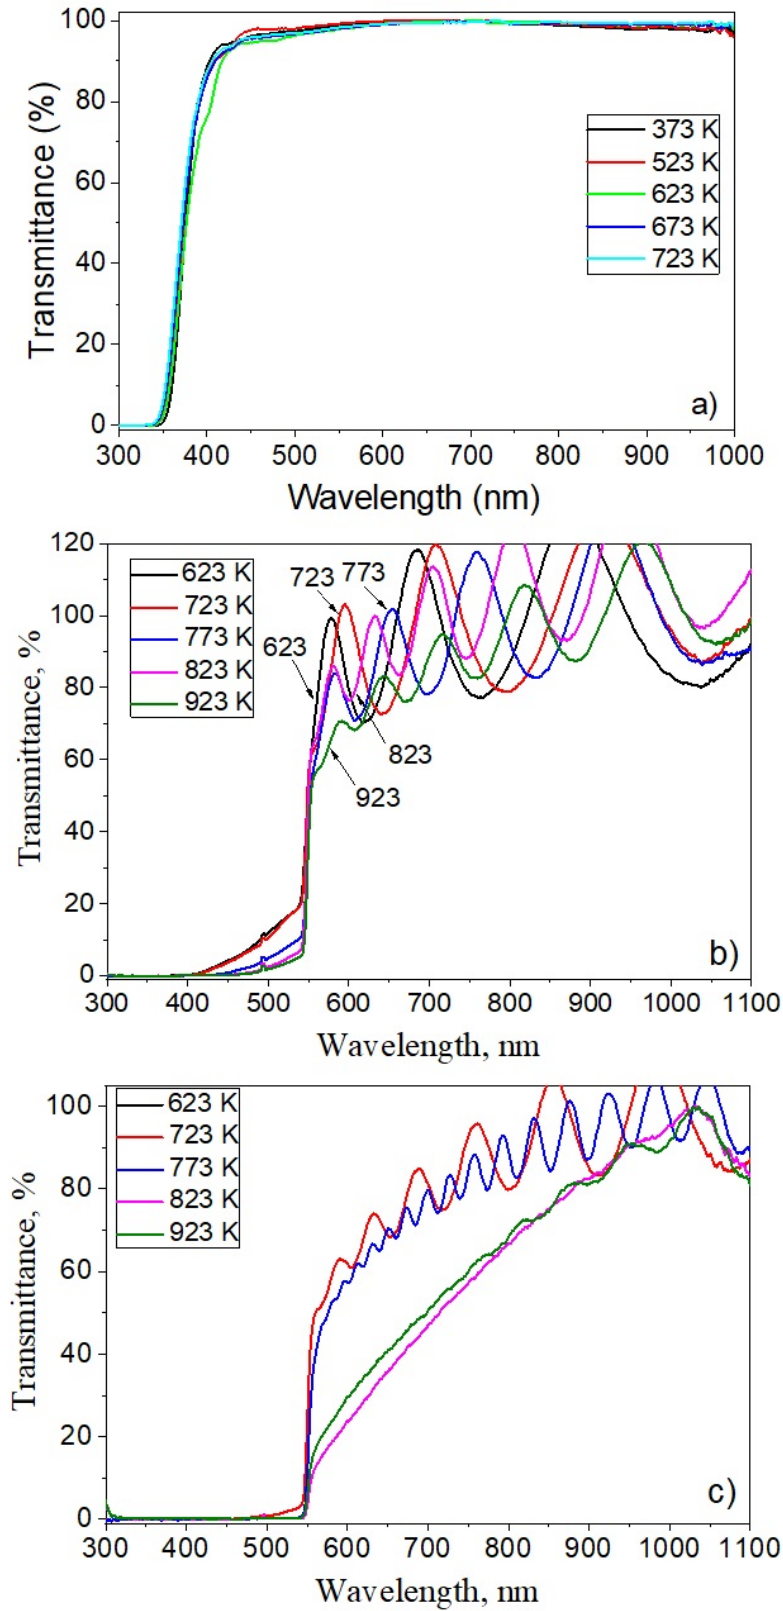 100
80
60
40
20
0
Transmittance (%)
373 K
523 K
623 K
673 K
723 K
a)
300 400 500 600 700 800 900 1000
Wavelength (nm)
120
100
80
60
40
20
0
Transmittance, %
623 K
723 K
773 K
823 K
923 K
723 773
623
823
923
b)
300 400 500 600 700 800 900 1000 1100
Wavelength, nm
100
80
60
40
20
0
Transmittance, %
623 K
723 K
773 K
823 K
923 K
c)
300 400 500 600 700 800 900 1000 1100
Wavelength, nm